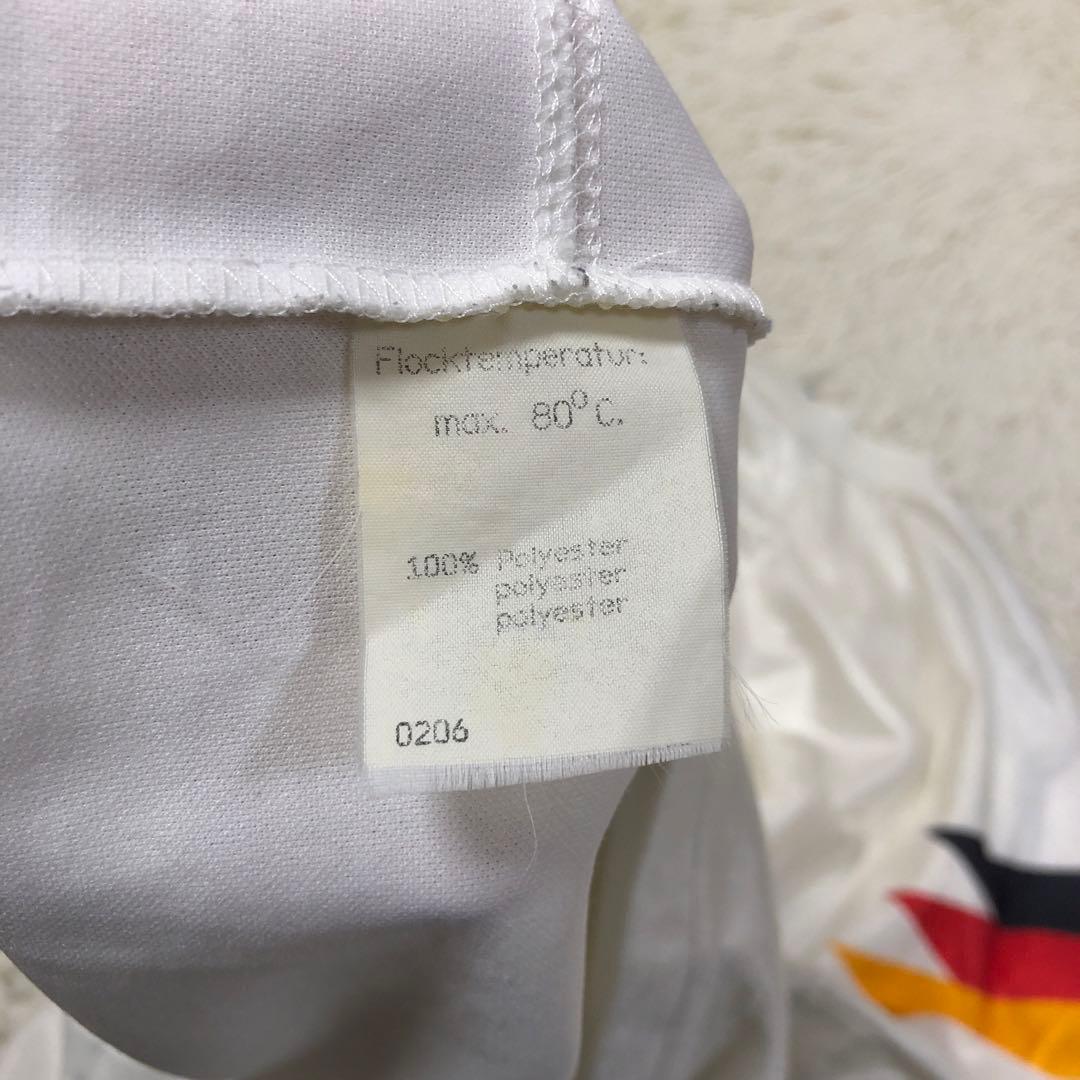 Flocktemperatur:
max. 80°C.
100% Polyester
polyester
polyester
0206